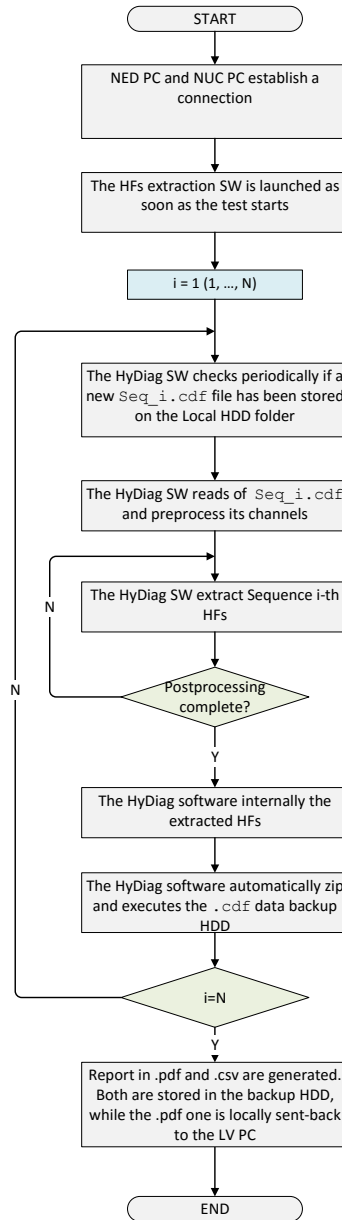 START
NED PC and NUC PC establish a
connection
The HFs extraction SW is launched as
soon as the test starts
i = 1 (1, …, N)
The HyDiag SW checks periodically if a
new Seq_i.cdf file has been stored
on the Local HDD folder
The HyDiag SW reads of Seq_i.cdf
and preprocess its channels
N
The HyDiag SW extract Sequence i-th
HFs
N
Postprocessing
complete?
Y
The HyDiag software internally the
extracted HFs
The HyDiag software automatically zip
and executes the .cdf data backup
HDD
i=N
Y
Report in .pdf and .csv are generated.
Both are stored in the backup HDD,
while the .pdf one is locally sent-back
to the LV PC
END